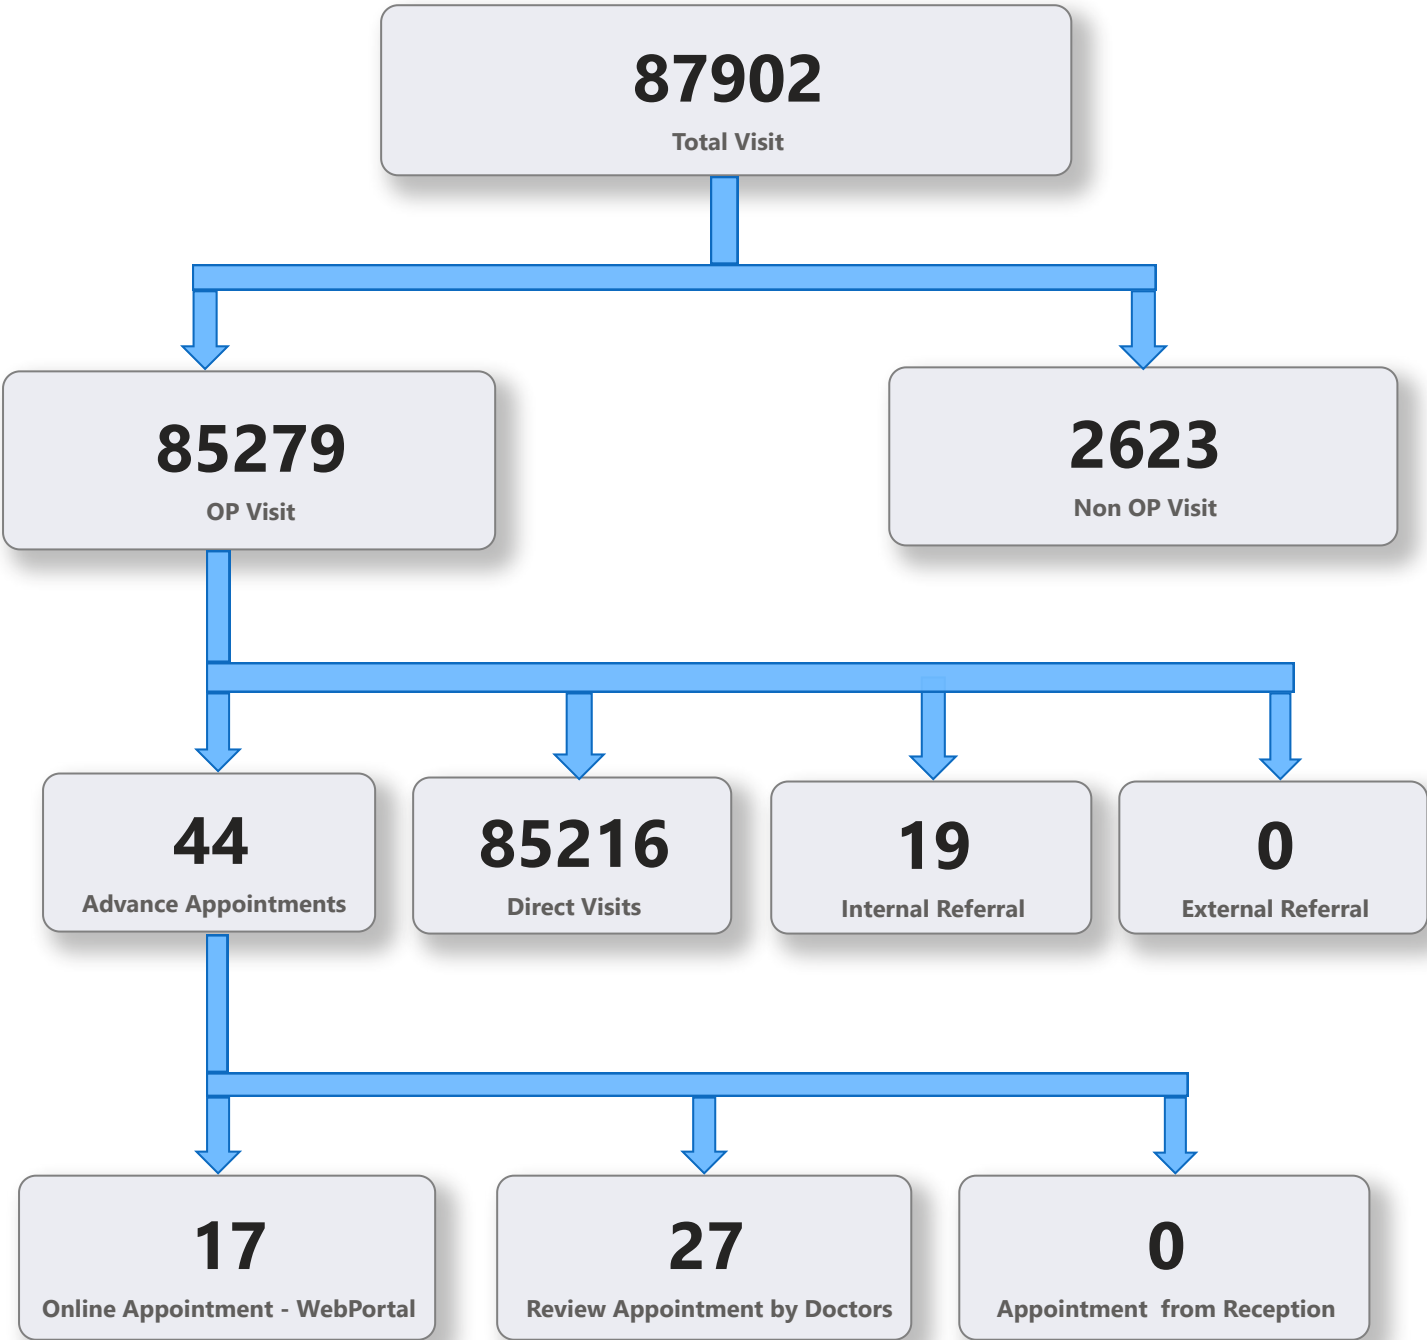 87902
Total Visit
85279
OP Visit
2623
Non OP Visit
44
Advance Appointments
85216
Direct Visits
19
Internal Referral
0
External Referral
17
Online Appointment - WebPortal
27
Review Appointment by Doctors
0
Appointment  from Reception